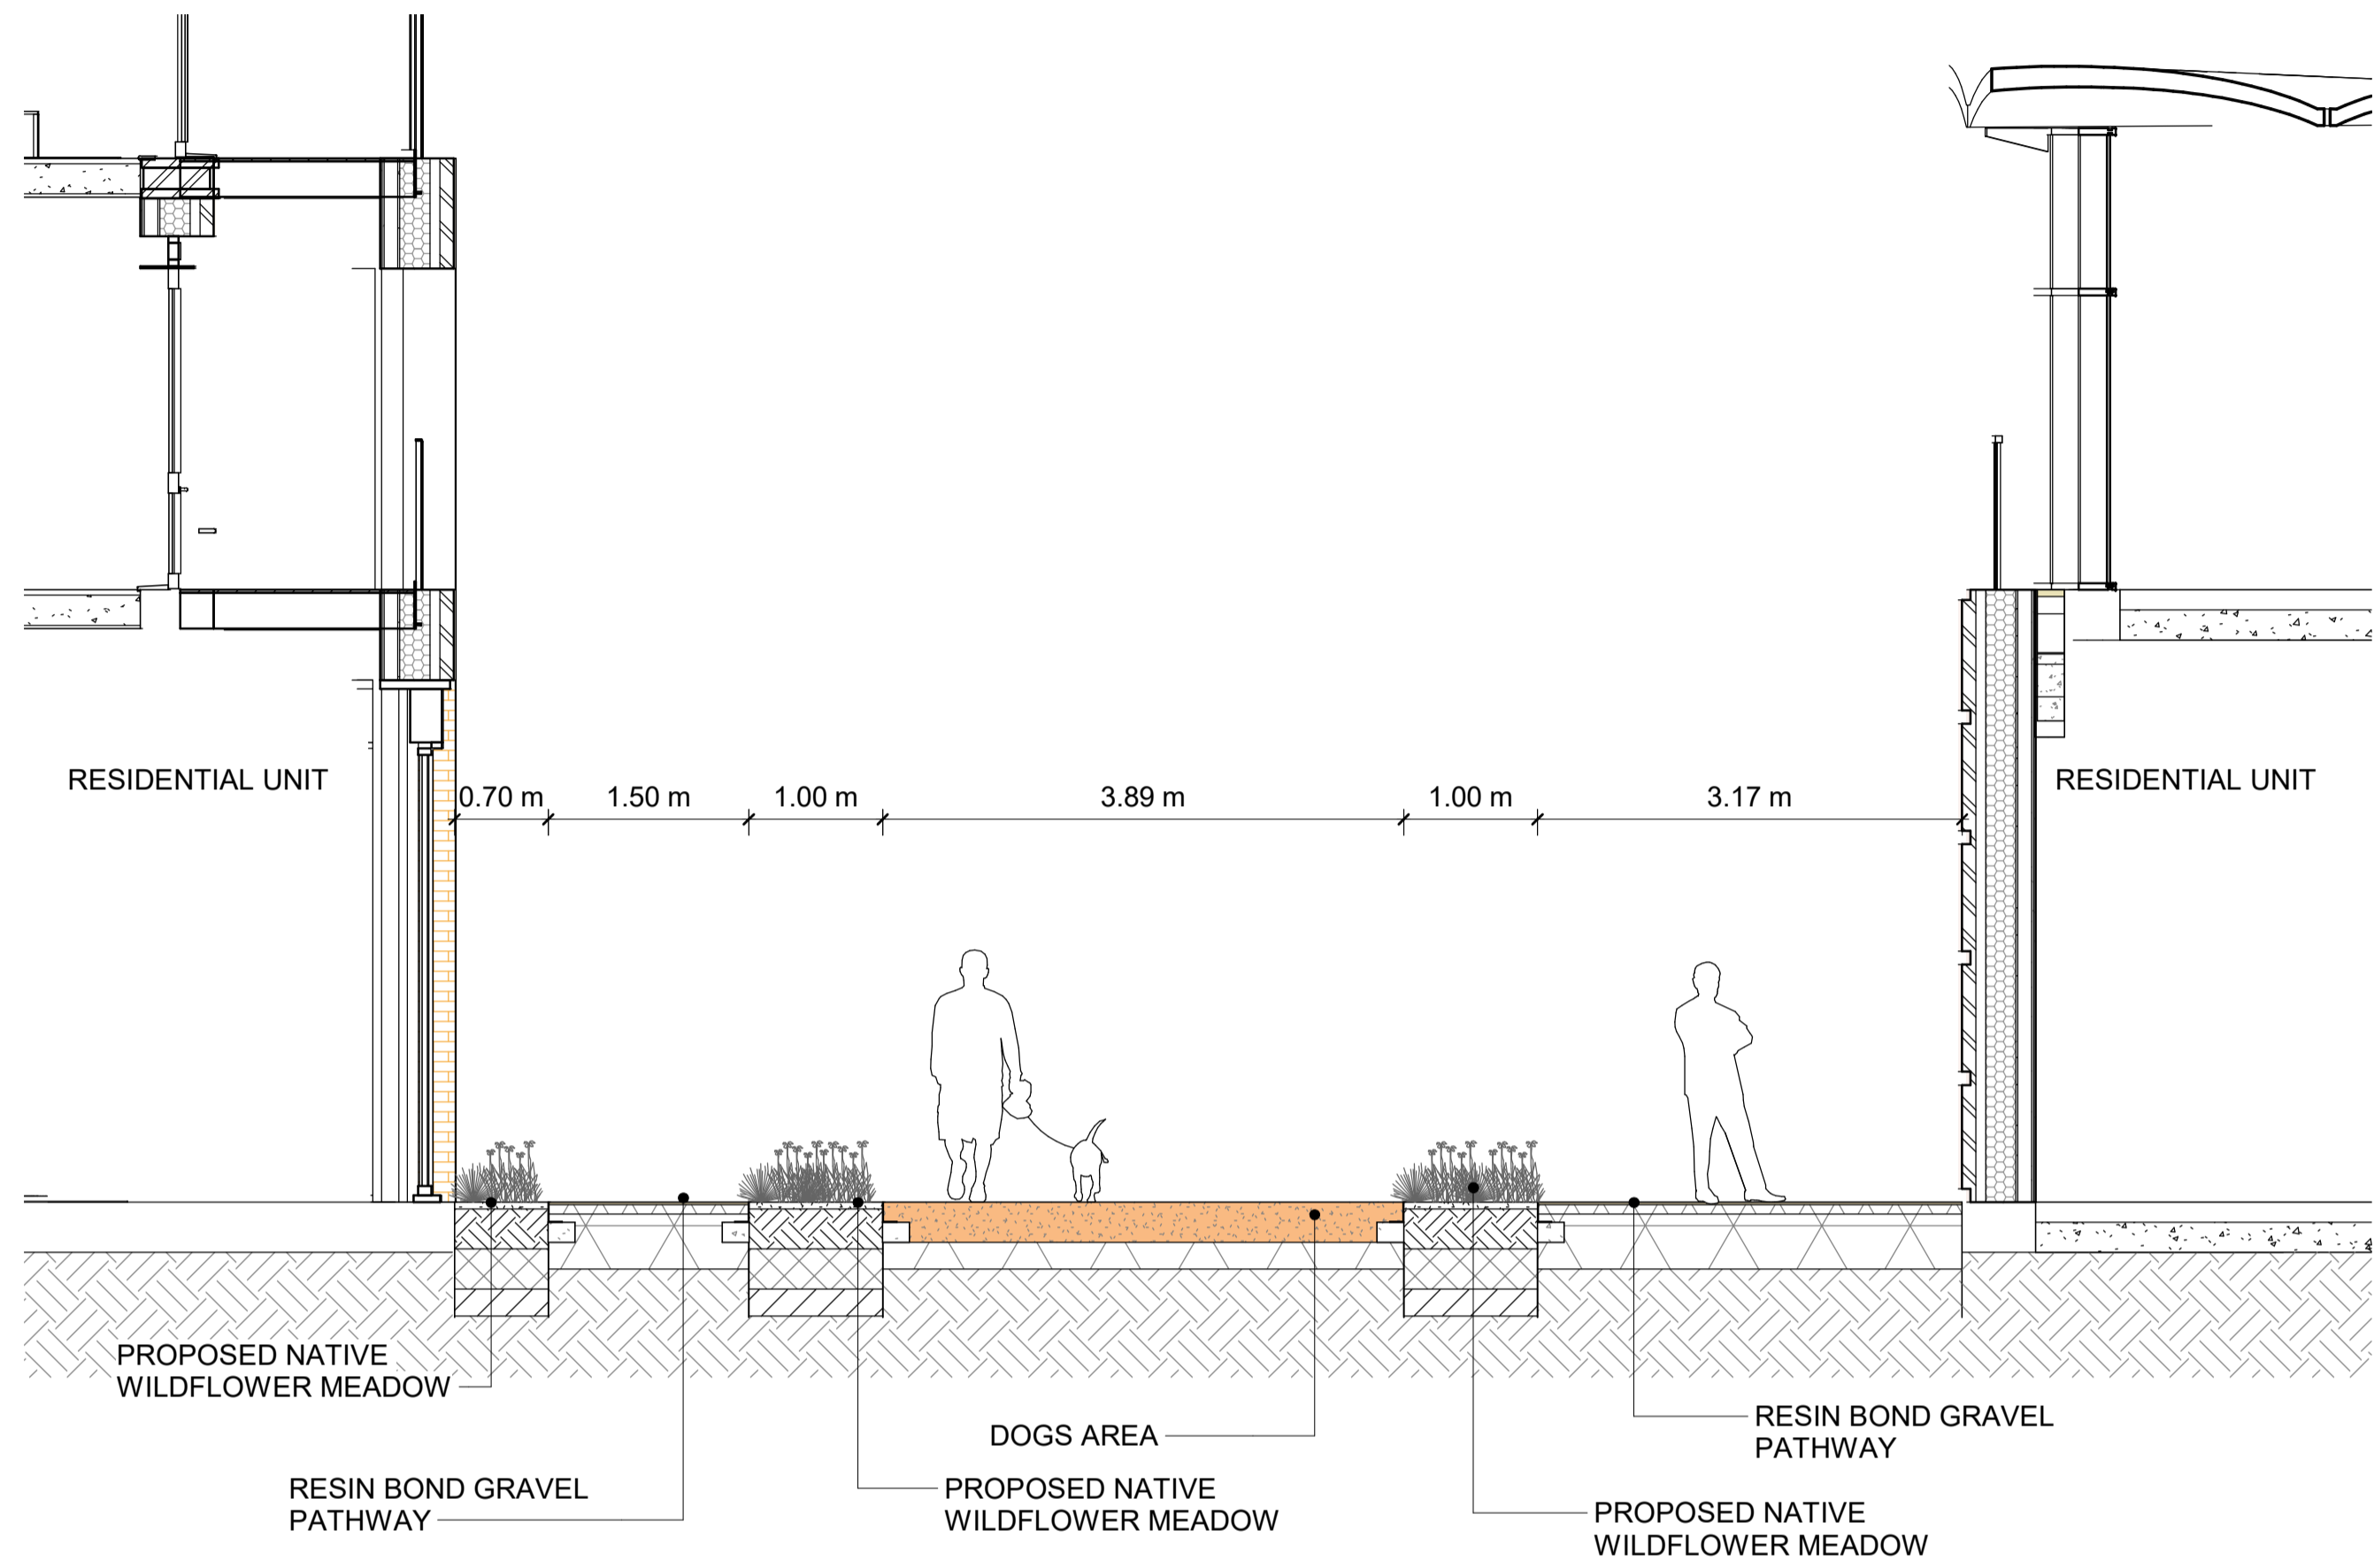 RESIDENTIAL UNIT
RESIDENTIAL UNIT
0.70 m
1.50 m
1.00 m
3.89 m
1.00 m
3.17 m
PROPOSED NATIVE
WILDFLOWER MEADOW
RESIN BOND GRAVEL
PATHWAY
DOGS AREA
PROPOSED NATIVE
WILDFLOWER MEADOW
RESIN BOND GRAVEL
PATHWAY
PROPOSED NATIVE
WILDFLOWER MEADOW